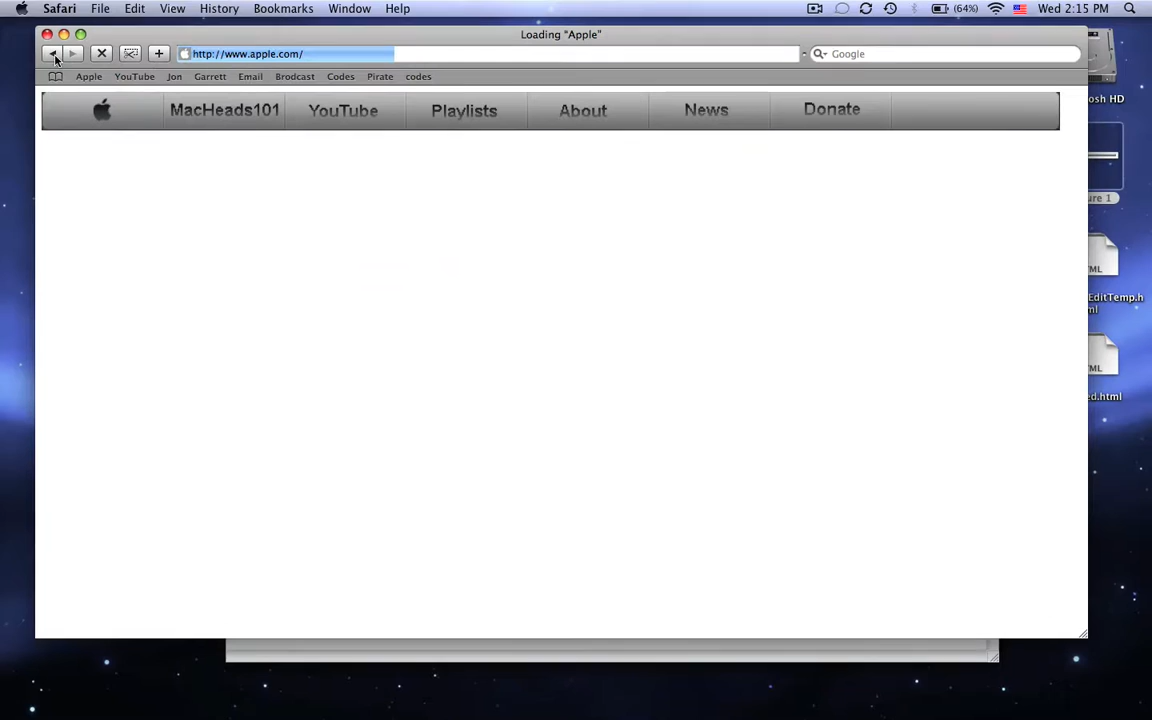 Safari File Edit View History Bookmarks Window Help (64%) Wed 2:15 PM
Loading “Apple”
http://www.apple.com/ Google
Apple YouTube Jon Garrett Email Brodcast Codes Pirate codes
osh HD
MacHeads101 YouTube Playlists About News Donate
ure 1
ML
EditTemp.h
ml
ML
ed.html